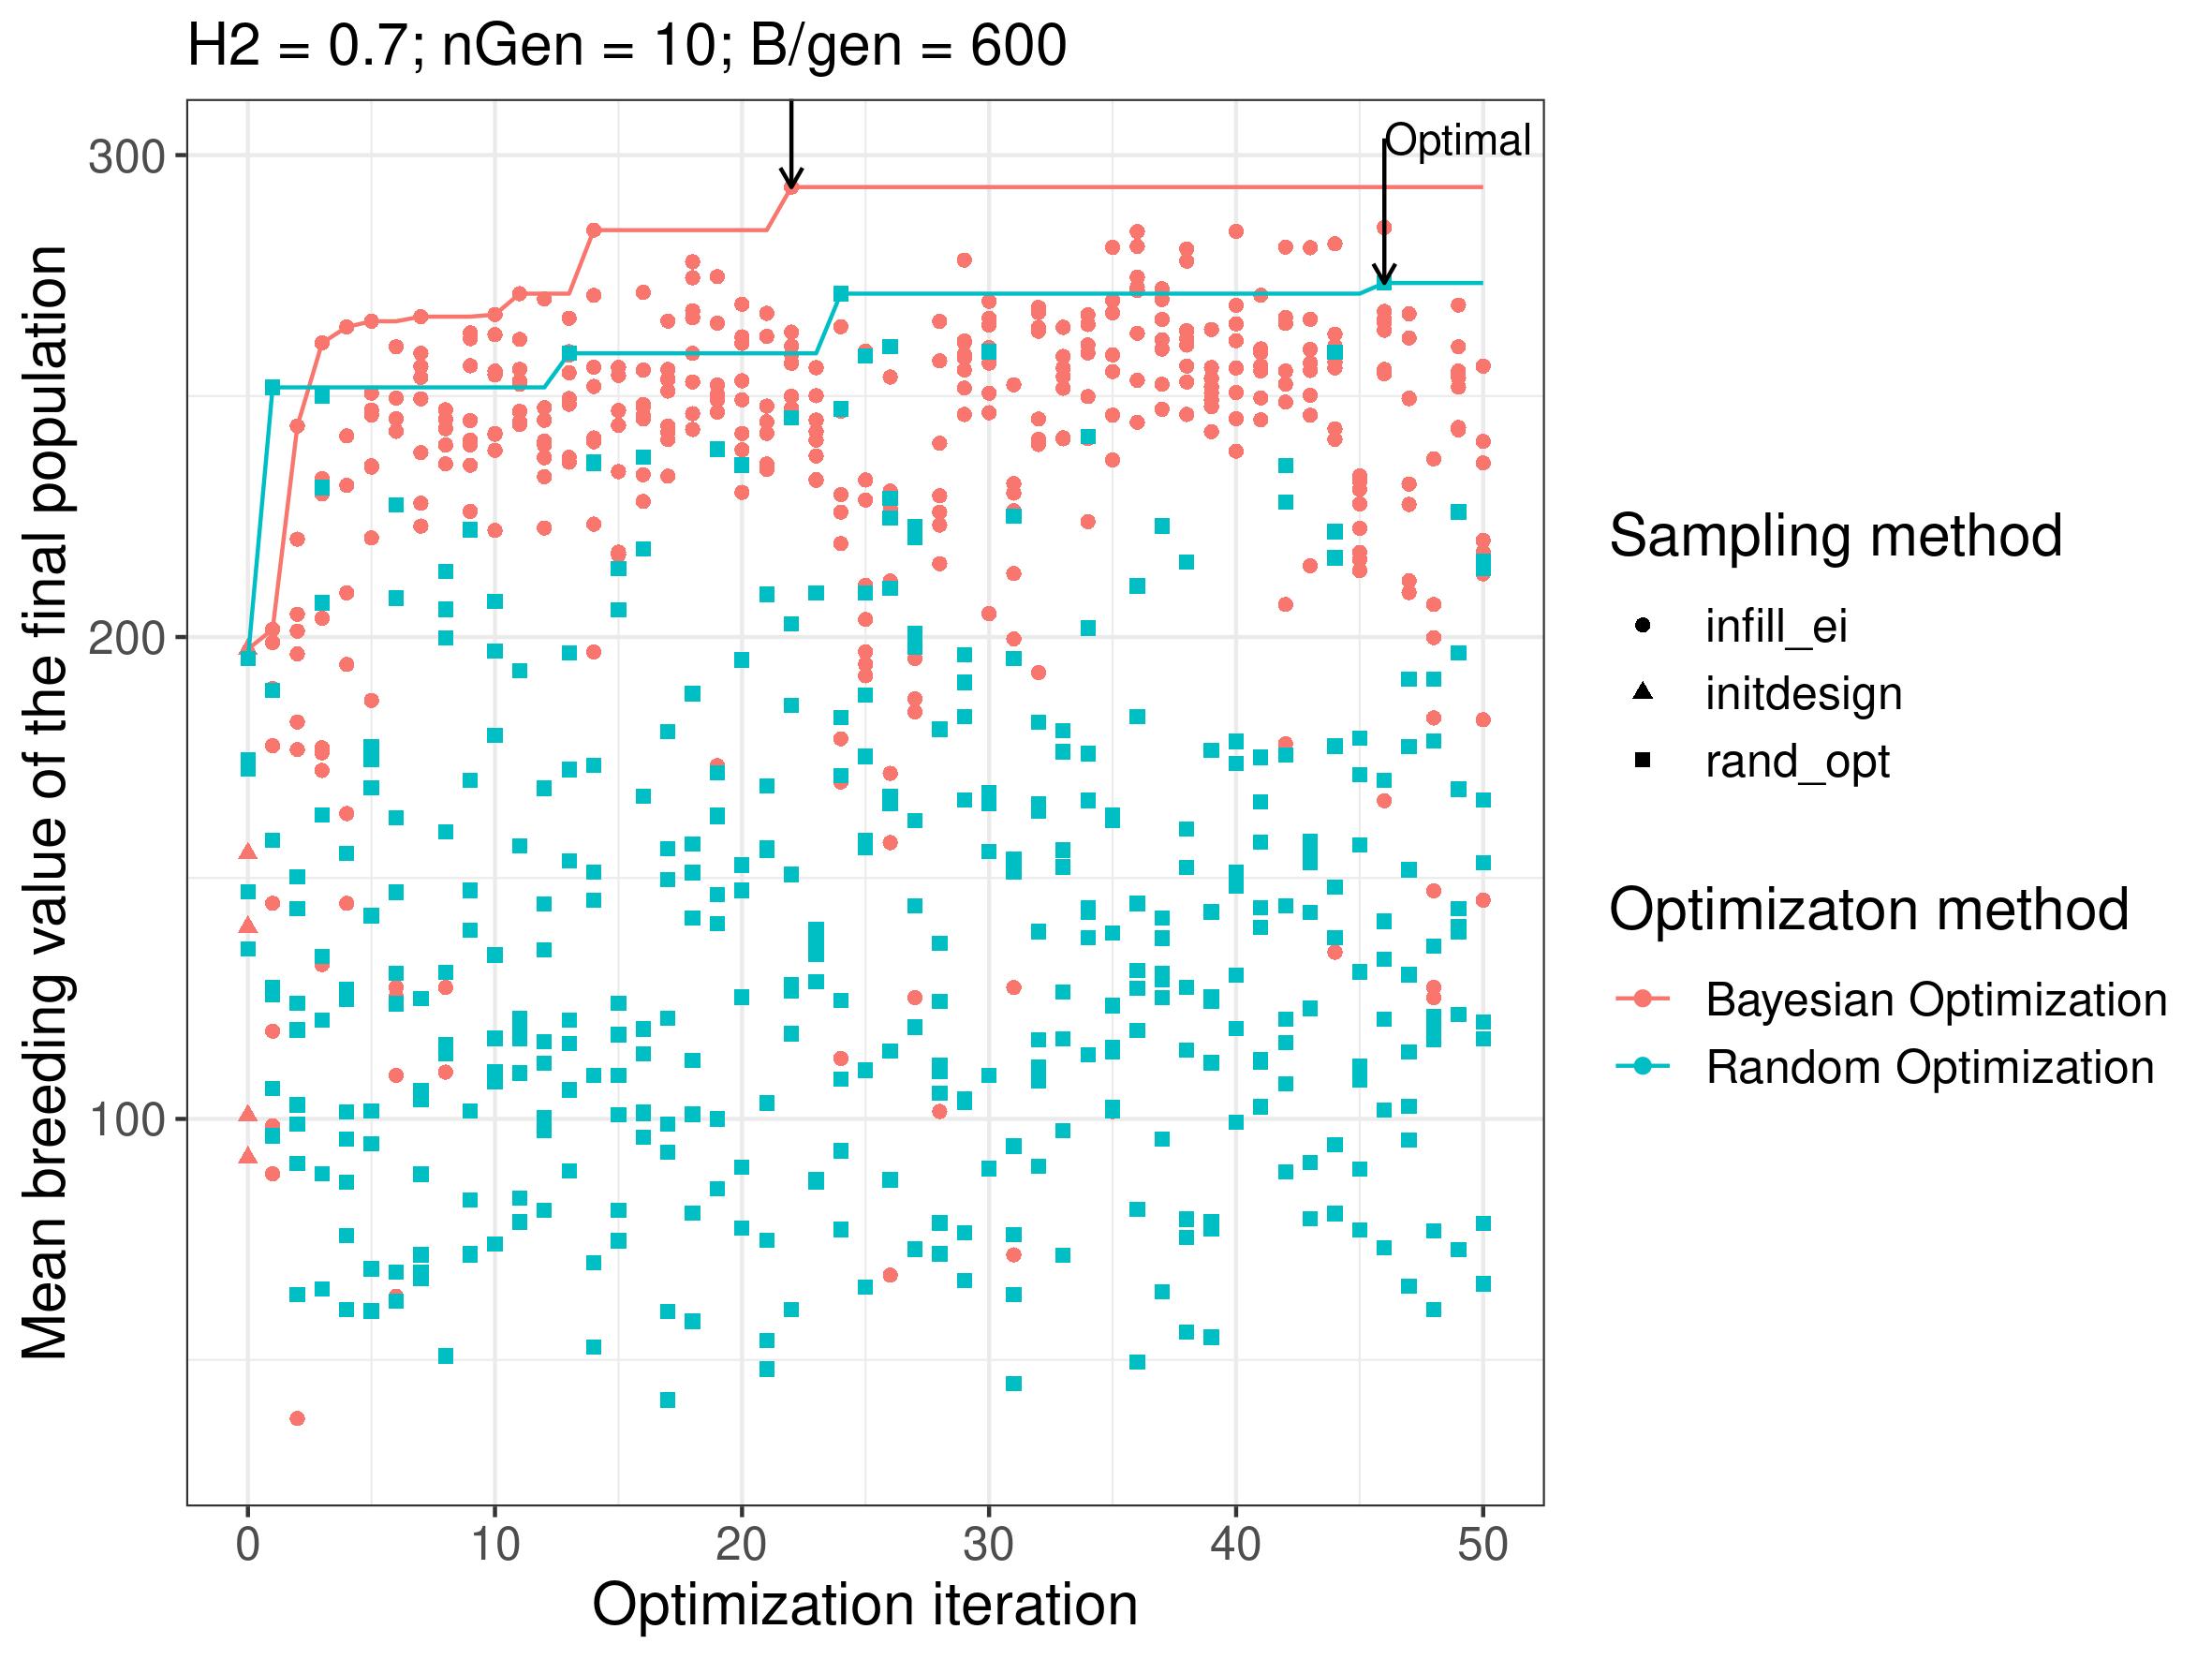 H2 = 0.7; nGen = 10; B/gen = 600
Mean breeding value of the final population
300
200
100
Optimal
0 10 20 30 40 50
Optimization iteration
Sampling method
infill_ei
initdesign
rand_opt
Optimizaton method
Bayesian Optimization
Random Optimization